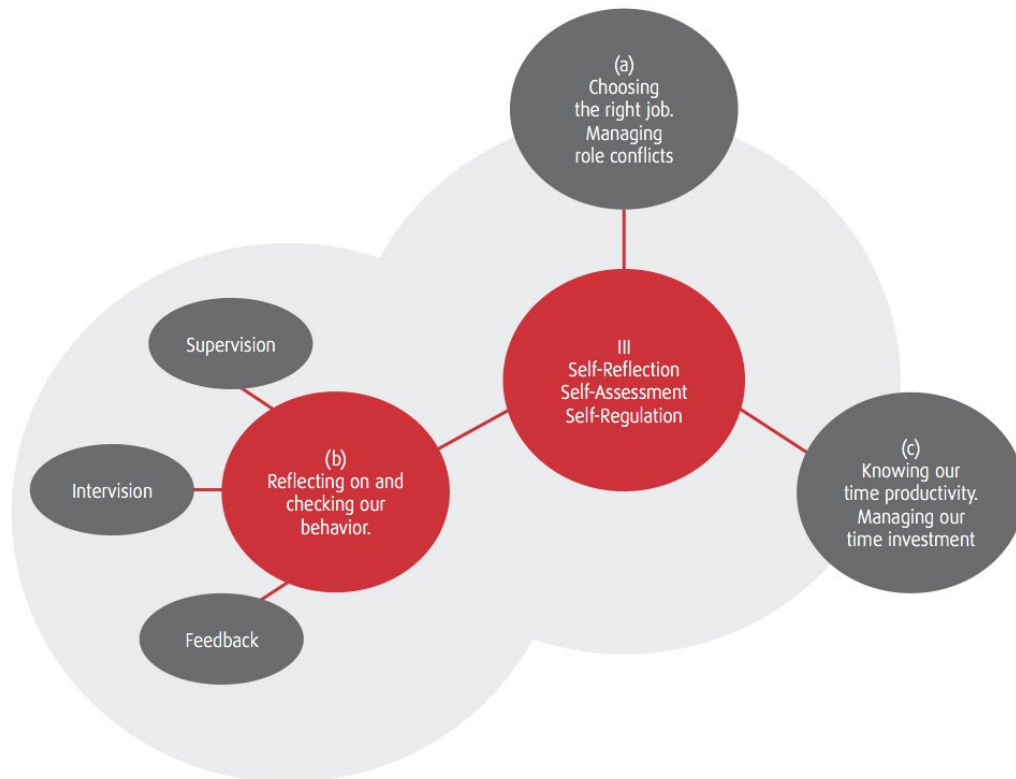 (a)
Choosing
the right job.
Managing
role conflicts
Supervision
III
Self-Reflection
Self-Assessment
Self-Regulation
(b)
Reflecting on and
checking our
behavior.
Intervision
(c)
Knowing our
time productivity.
Managing our
time investment
Feedback